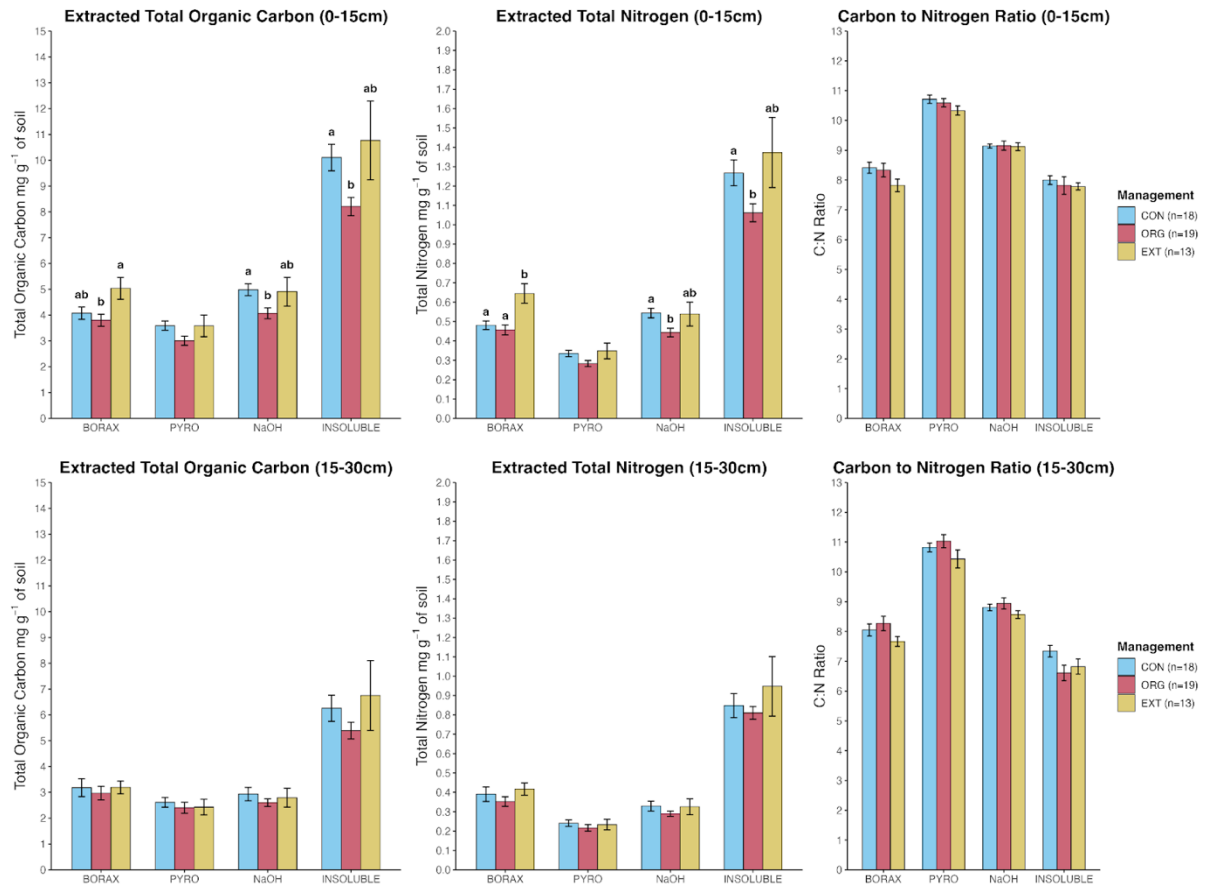 Extracted Total Organic Carbon (0-15cm)
Total Organic Carbon mg g⁻¹ of soil
15
14
13
12
11
10
9
8
7
6
5
4
3
2
1
0
ab
b
a
a
b
ab
a
b
ab
BORAX PYRO NaOH INSOLUBLE
Extracted Total Nitrogen (0-15cm)
Total Nitrogen mg g⁻¹ of soil
2.0
1.9
1.8
1.7
1.6
1.5
1.4
1.3
1.2
1.1
1.0
0.9
0.8
0.7
0.6
0.5
0.4
0.3
0.2
0.1
0.0
a
a
b
a
b
ab
a
b
ab
BORAX PYRO NaOH INSOLUBLE
Carbon to Nitrogen Ratio (0-15cm)
C:N Ratio
13
12
11
10
9
8
7
6
5
4
3
2
1
0
BORAX PYRO NaOH INSOLUBLE
Management
CON (n=18)
ORG (n=19)
EXT (n=13)
Extracted Total Organic Carbon (15-30cm)
Total Organic Carbon mg g⁻¹ of soil
15
14
13
12
11
10
9
8
7
6
5
4
3
2
1
0
BORAX PYRO NaOH INSOLUBLE
Extracted Total Nitrogen (15-30cm)
Total Nitrogen mg g⁻¹ of soil
2.0
1.9
1.8
1.7
1.6
1.5
1.4
1.3
1.2
1.1
1.0
0.9
0.8
0.7
0.6
0.5
0.4
0.3
0.2
0.1
0.0
BORAX PYRO NaOH INSOLUBLE
Carbon to Nitrogen Ratio (15-30cm)
C:N Ratio
13
12
11
10
9
8
7
6
5
4
3
2
1
0
BORAX PYRO NaOH INSOLUBLE
Management
CON (n=18)
ORG (n=19)
EXT (n=13)